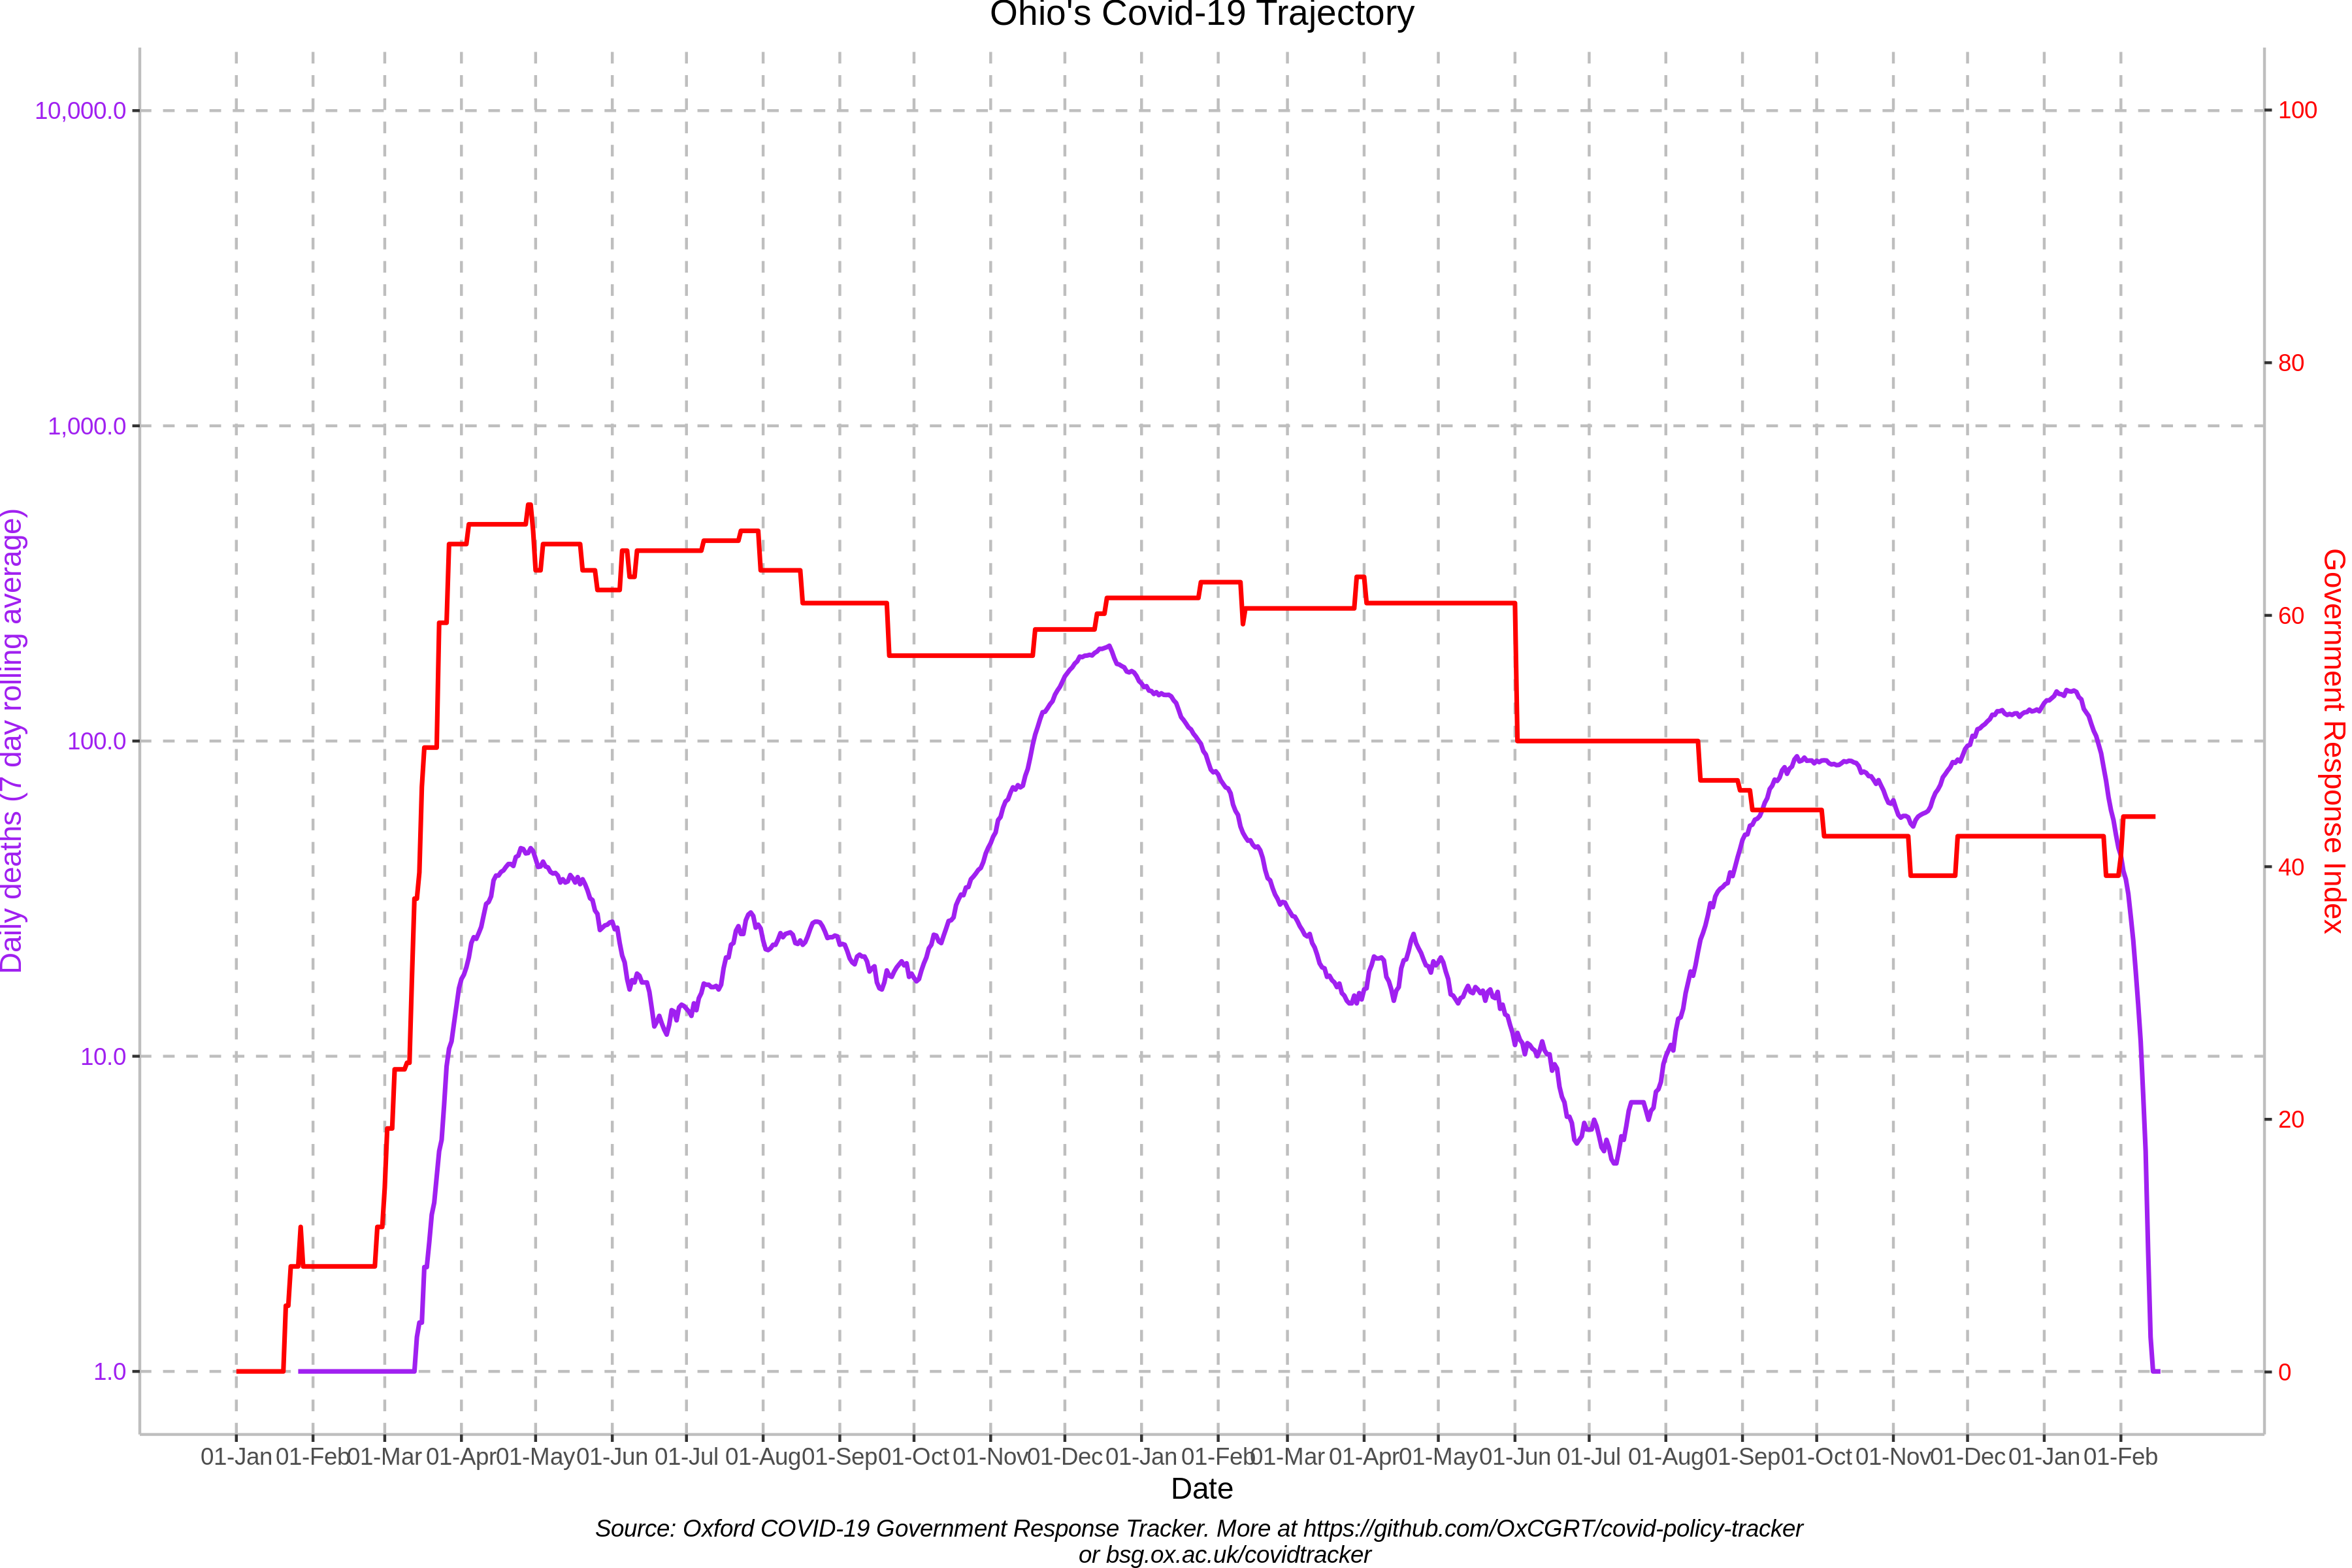 Ohio's Covid-19 Trajectory
10,000.0
1,000.0
100.0
10.0
1.0
Daily deaths (7 day rolling average)
100
80
60
40
20
0
Government Response Index
01-Jan 01-Feb 01-Mar 01-Apr 01-May 01-Jun 01-Jul 01-Aug 01-Sep 01-Oct 01-Nov 01-Dec 01-Jan 01-Feb 01-Mar 01-Apr 01-May 01-Jun 01-Jul 01-Aug 01-Sep 01-Oct 01-Nov 01-Dec 01-Jan 01-Feb
Date
Source: Oxford COVID-19 Government Response Tracker. More at https://github.com/OxCGRT/covid-policy-tracker
or bsg.ox.ac.uk/covidtracker